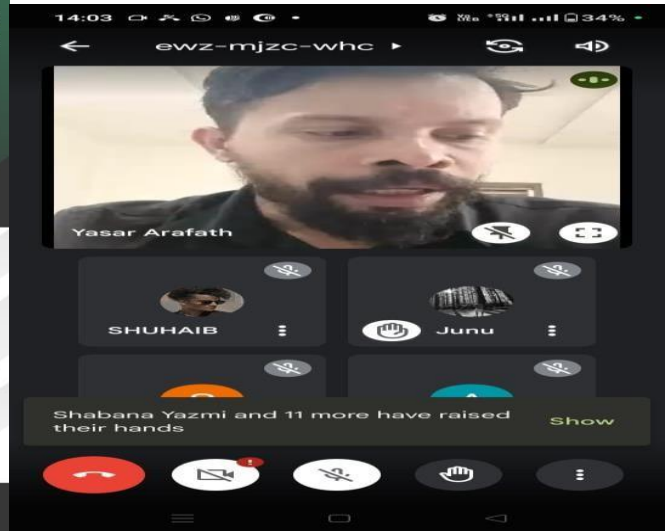 14:03
34%
ewz-mjzc-whc
Yasar Arafath
SHUHAIB
Junu
Shabana Yazmi and 11 more have raised
their hands
Show